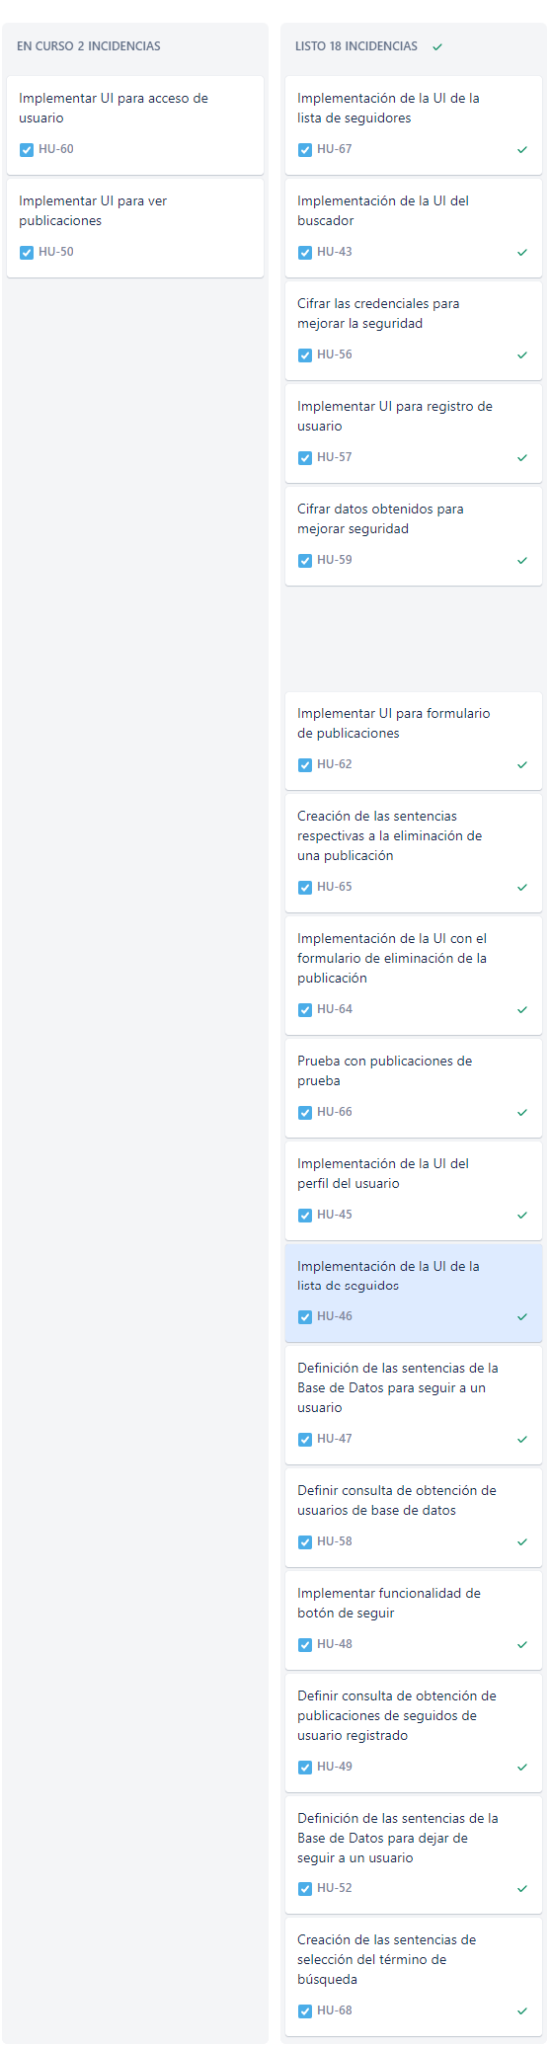 EN CURSO 2 INCIDENCIAS
Implementar UI para acceso de
usuario
HU-60
Implementar UI para ver
publicaciones
HU-50
LISTO 18 INCIDENCIAS
Implementación de la UI de la
lista de seguidores
HU-67
Implementación de la UI del
buscador
HU-43
Cifrar las credenciales para
mejorar la seguridad
HU-56
Implementar UI para registro de
usuario
HU-57
Cifrar datos obtenidos para
mejorar seguridad
HU-59
Implementar UI para formulario
de publicaciones
HU-62
Creación de las sentencias
respectivas a la eliminación de
una publicación
HU-65
Implementación de la UI con el
formulario de eliminación de la
publicación
HU-64
Prueba con publicaciones de
prueba
HU-66
Implementación de la UI del
perfil del usuario
HU-45
Implementación de la UI de la
lista de seguidos
HU-46
Definición de las sentencias de la
Base de Datos para seguir a un
usuario
HU-47
Definir consulta de obtención de
usuarios de base de datos
HU-58
Implementar funcionalidad de
botón de seguir
HU-48
Definir consulta de obtención de
publicaciones de seguidos de
usuario registrado
HU-49
Definición de las sentencias de la
Base de Datos para dejar de
seguir a un usuario
HU-52
Creación de las sentencias de
selección del término de
búsqueda
HU-68